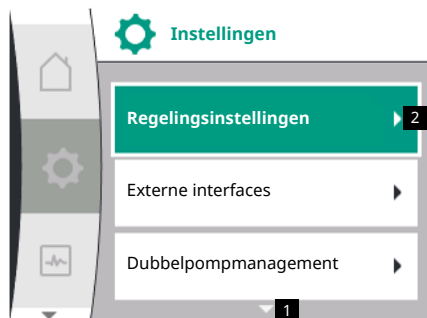 Instellingen
Regelingsinstellingen 2
Externe interfaces
Dubbelpompmanagement
1